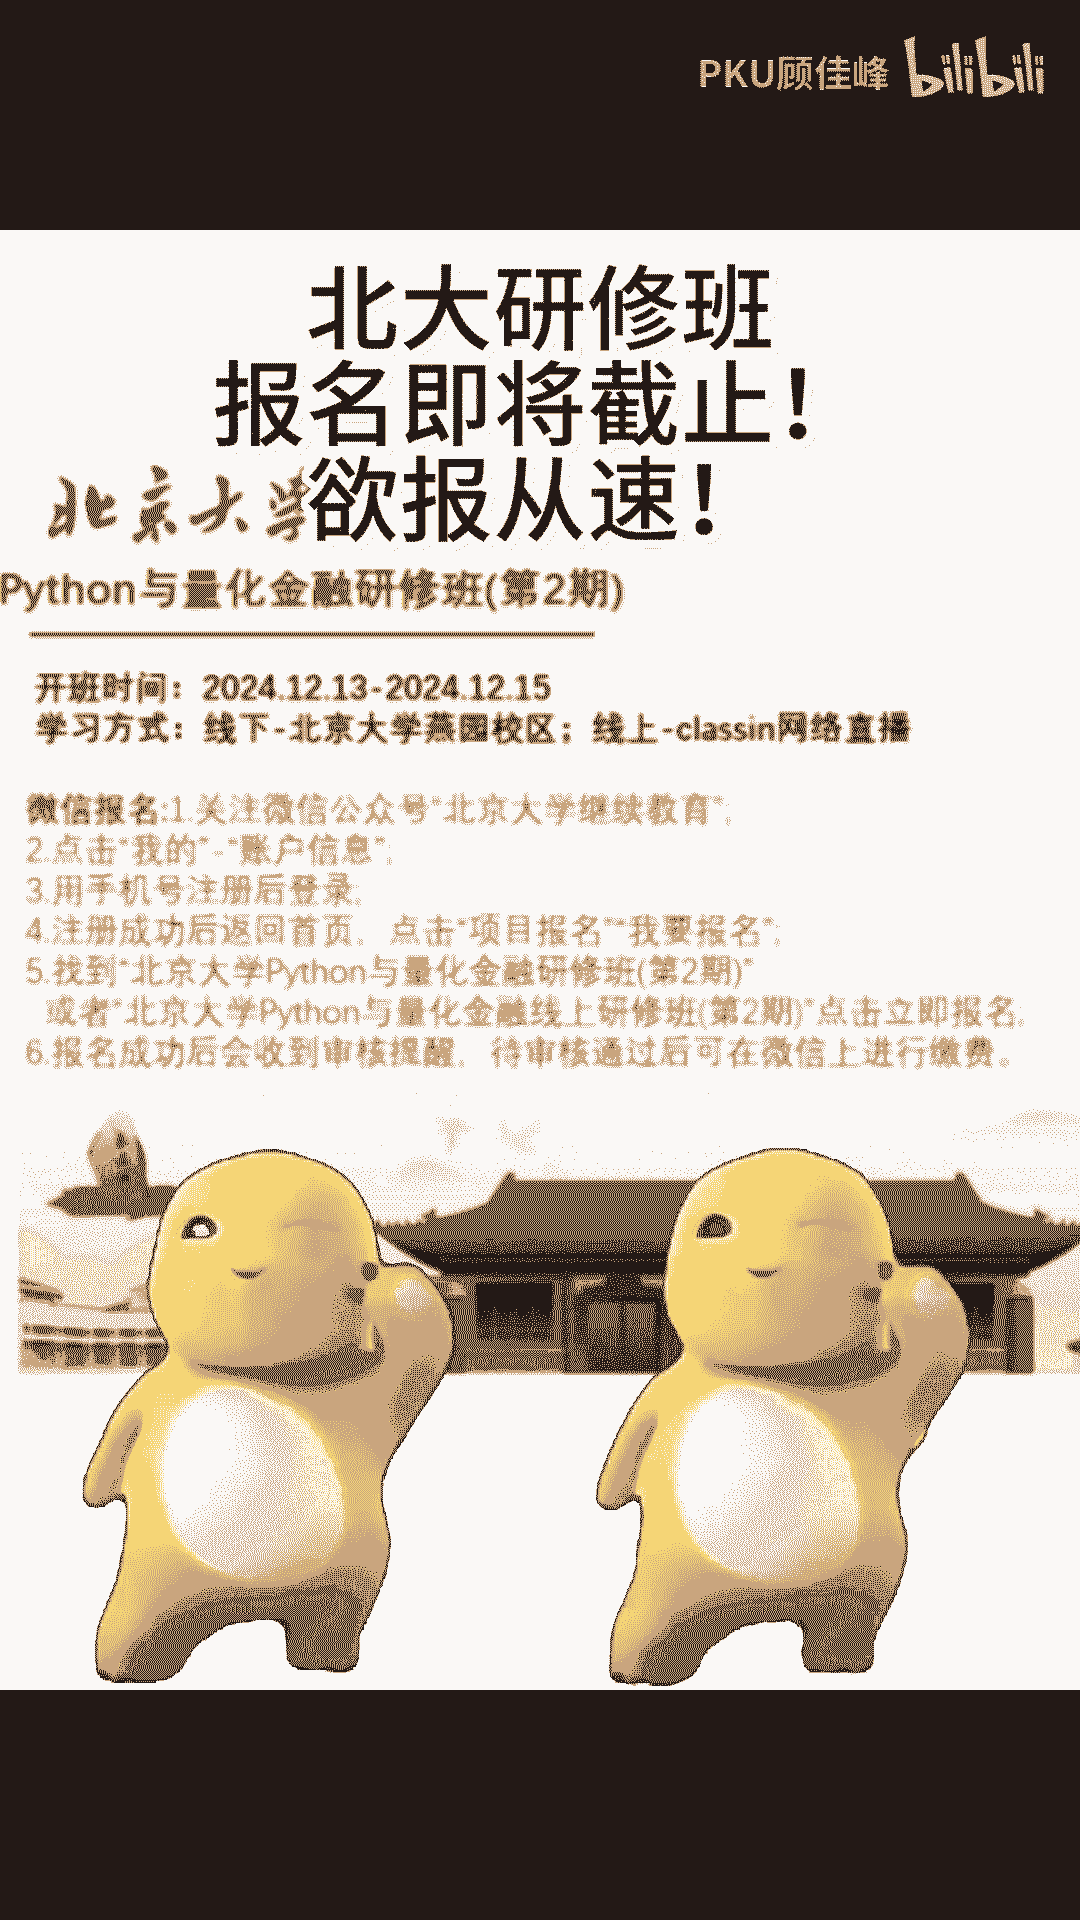 PKU顾佳峰 bilibili
北大研修班
报名即将截止！
欲报从速！
北京大学
Python与量化金融研修班(第2期)
开班时间：2024.12.13-2024.12.15
学习方式：线下-北京大学燕园校区；线上-classin网络直播
微信报名:1.关注微信公众号“北京大学继续教育”;
2.点击“我的”-“账户信息”;
3.用手机号注册后登录;
4.注册成功后返回首页，点击“项目报名”“我要报名”;
5.找到“北京大学Python与量化金融研修班(第2期)”
或者“北京大学Python与量化金融线上研修班(第2期)”点击立即报名;
6.报名成功后会收到审核提醒，待审核通过后可在微信上进行缴费。